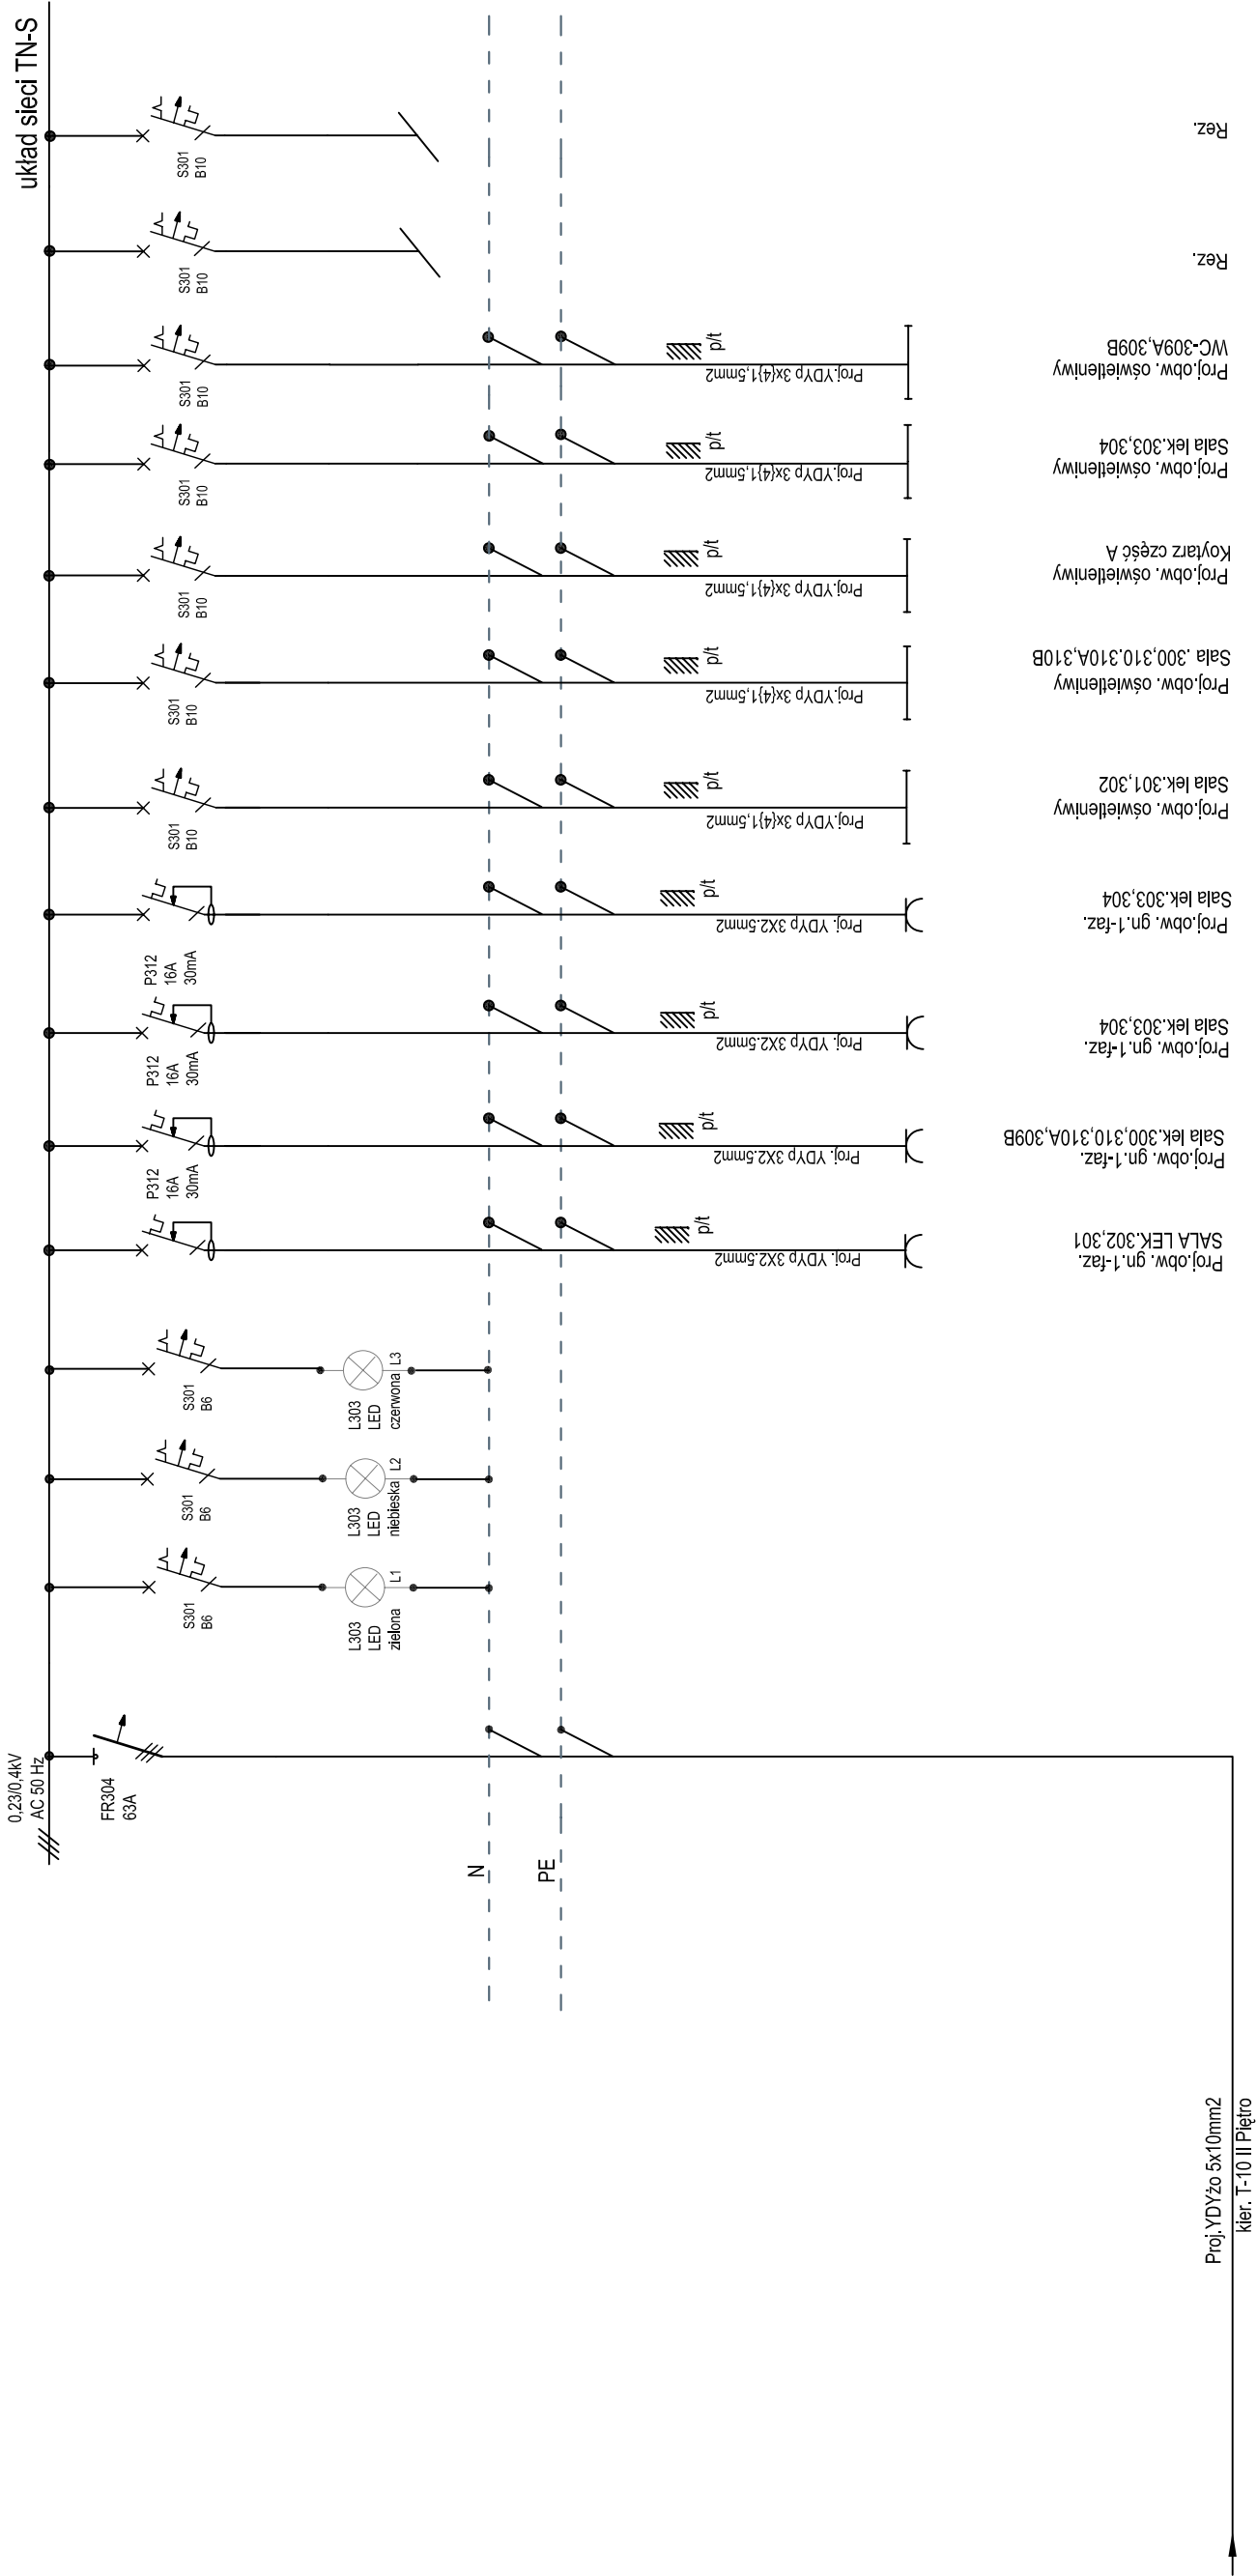 układ sieci TN-S
0,23/0,4kV
AC 50 Hz
FR304
63A
N
PE
Proj.YDYżo 5x10mm2
kier. T-10 II Piętro
S301
B6
L303
LED
zielona
L1
S301
B6
L303
LED
niebieska
L2
S301
B6
L303
LED
czerwona
L3
P312
16A
30mA
p/t
Proj. YDYp 3X2.5mm2
Proj.obw. gn.1-faz.
SALA LEK.302,301
P312
16A
30mA
p/t
Proj. YDYp 3X2.5mm2
Proj.obw. gn.1-faz.
Sala lek.300,310,310A,309B
P312
16A
30mA
p/t
Proj. YDYp 3X2.5mm2
Proj.obw. gn.1-faz.
Sala lek.303,304
p/t
Proj. YDYp 3X2.5mm2
Proj.obw. gn.1-faz.
Sala lek.303,304
S301
B10
p/t
Proj.YDYp 3x{4}1,5mm2
Proj.obw. oświetleniwy
Sala lek.301,302
S301
B10
p/t
Proj.YDYp 3x{4}1,5mm2
Proj.obw. oświetleniwy
Sala .300,310.310A,310B
S301
B10
p/t
Proj.YDYp 3x{4}1,5mm2
Proj.obw. oświetleniwy
Koytarz część A
S301
B10
p/t
Proj.YDYp 3x{4}1,5mm2
Proj.obw. oświetleniwy
Sala lek.303,304
S301
B10
p/t
Proj.YDYp 3x{4}1,5mm2
Proj.obw. oświetleniwy
WC-309A,309B
S301
B10
Rez.
S301
B10
Rez.